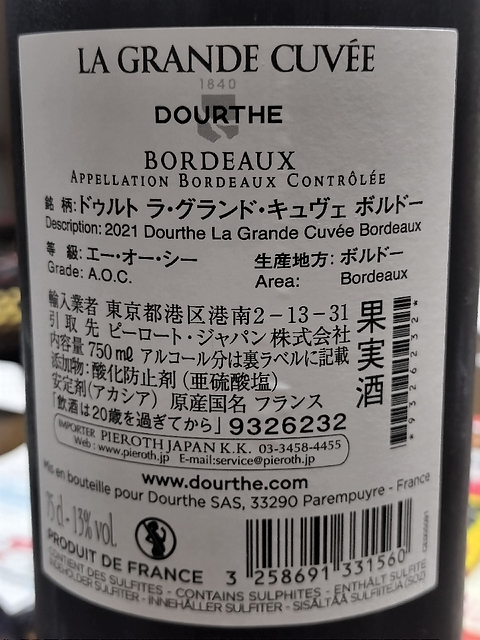 LA GRANDE CUVÉE
1840
DOURTHE
BORDEAUX
APPELLATION BORDEAUX CONTRÔLÉE
銘 柄:ドゥルト ラ・グランド・キュヴェ ボルドー
Description: 2021 Dourthe La Grande Cuvée Bordeaux
等 級:エー・オー・シー 生産地方: ボルドー
Grade: A.O.C. Area: Bordeaux
輸入業者 東京都港区港南2-13-31
引 取 先 ピーロート・ジャパン株式会社
内容量 750mℓ アルコール分は裏ラベルに記載
添加物: 酸化防止剤(亜硫酸塩)
安定剤(アカシア) 原産国名 フランス
「飲酒は20歳を過ぎてから」9326232
果実酒
*9326232*
IMPORTER PIEROTH JAPAN K.K. 03-3458-4455
Web : www.pieroth.jp E-mail:service@pieroth.jp
www.dourthe.com
Mis en bouteille pour Dourthe SAS, 33290 Parempuyre - France
75 cl - 13% vol.
PRODUIT DE FRANCE
3 258691 331560
CONTIENT DES SULFITES - CONTAINS SULPHITES - ENTHÄLT SULFITE
INEHOLDER SULFITTER - INNEHÅLLER SULFITER - SISÄLTÄÄ SULFIITEJA (SO2)